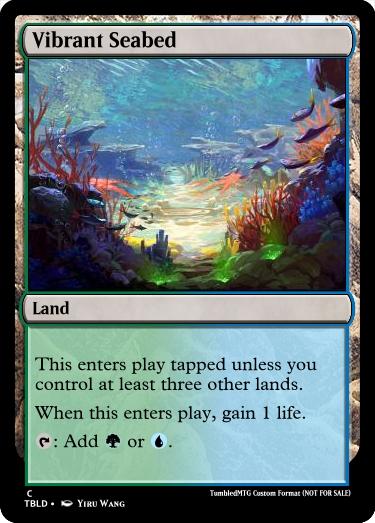 Vibrant Seabed
Land
This enters play tapped unless you
control at least three other lands.
When this enters play, gain 1 life.
: Add or .
C
TBLD • Yiru Wang
TumbledMTG Custom Format (NOT FOR SALE)